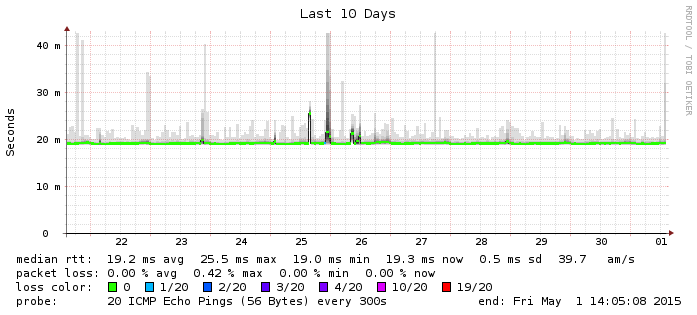 Last 10 Days
RRDTOOL / TOBI OETIKER
Seconds
40 m
30 m
20 m
10 m
0
22 23 24 25 26 27 28 29 30 01
median rtt: 19.2 ms avg 25.5 ms max 19.0 ms min 19.3 ms now 0.5 ms sd 39.7 am/s
packet loss: 0.00 % avg 0.42 % max 0.00 % min 0.00 % now
loss color: 0 1/20 2/20 3/20 4/20 10/20 19/20
probe: 20 ICMP Echo Pings (56 Bytes) every 300s end: Fri May 1 14:05:08 2015